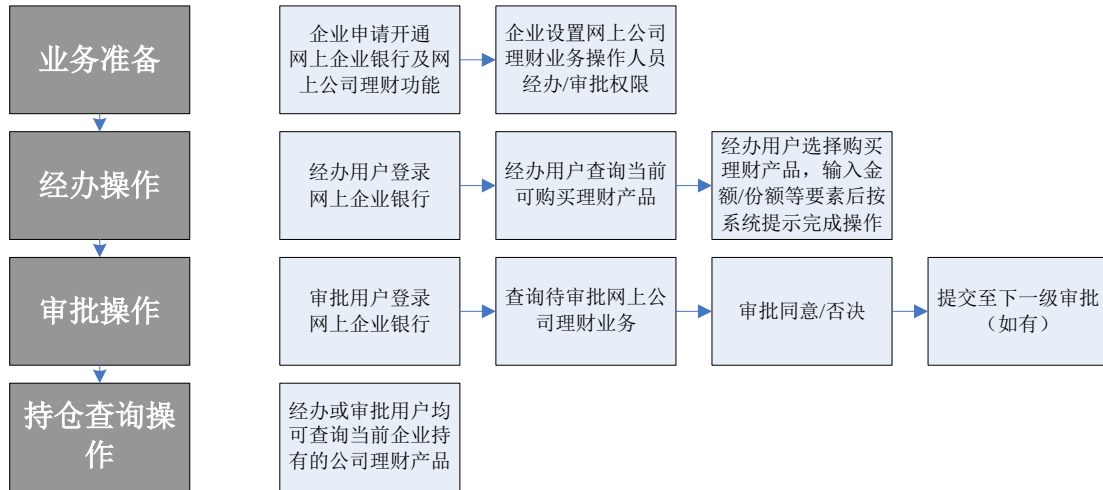 业务准备
企业申请开通
网上企业银行及网
上公司理财功能
企业设置网上公司
理财业务操作人员
经办/审批权限
经办操作
经办用户登录
网上企业银行
经办用户查询当前
可购买理财产品
经办用户选择购买
理财产品，输入金
额/份额等要素后按
系统提示完成操作
审批操作
审批用户登录
网上企业银行
查询待审批网上公
司理财业务
审批同意/否决
提交至下一级审批
（如有）
持仓查询操
作
经办或审批用户均
可查询当前企业持
有的公司理财产品